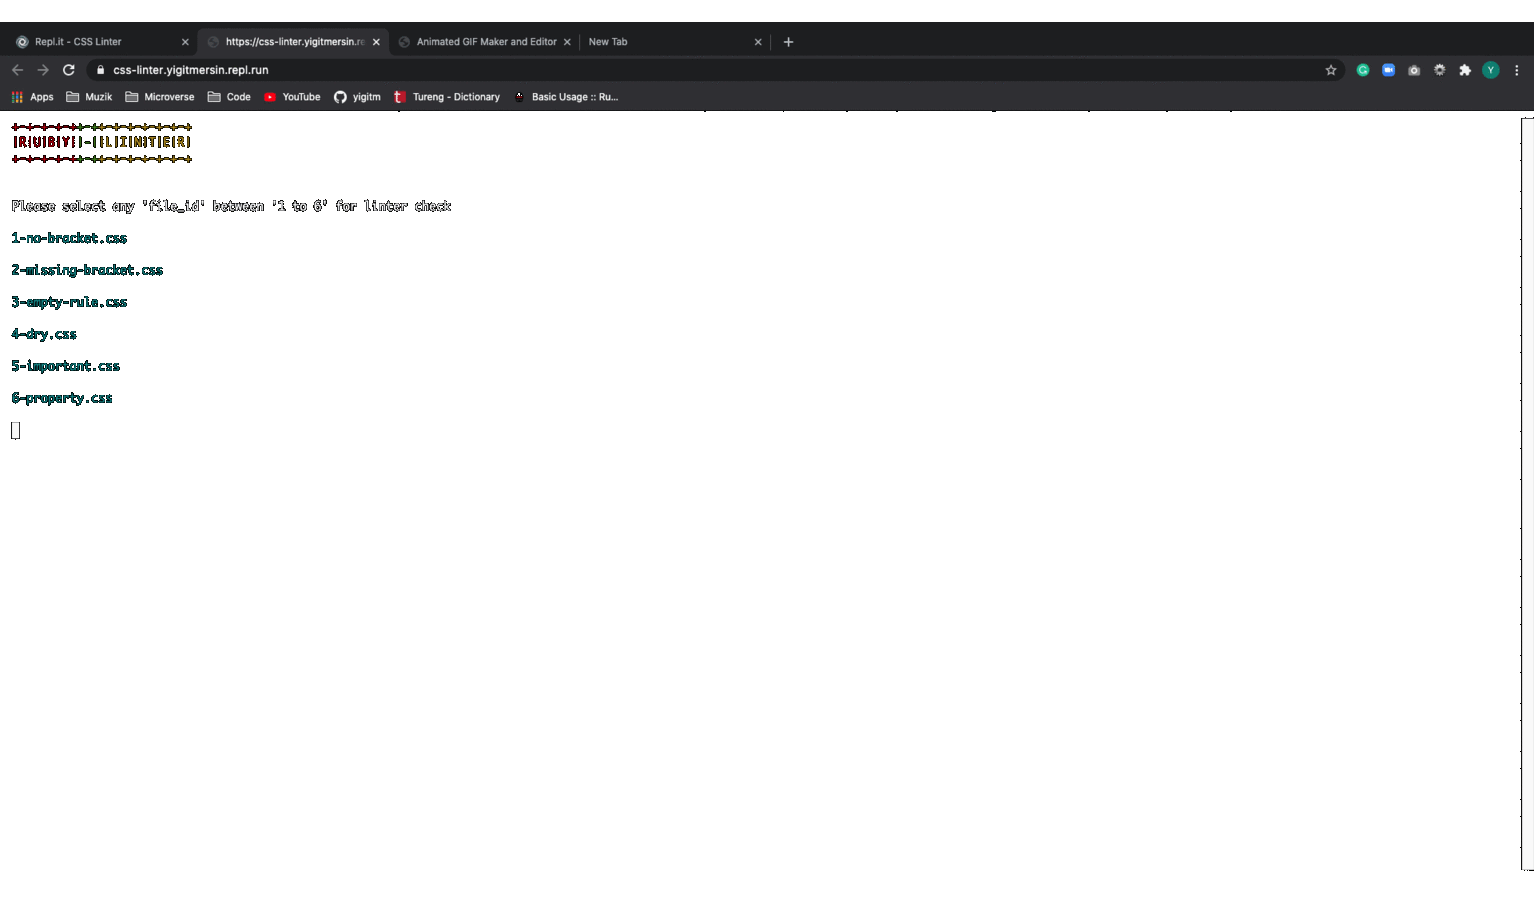 Repl.it - CSS Linter
https://css-linter.yigitmersin.re
Animated GIF Maker and Editor
New Tab
css-linter.yigitmersin.repl.run
Y
Apps Muzik Microverse Code YouTube yigitm Tureng - Dictionary Basic Usage :: Ru...
|R|U|B|Y| |-| |L|I|N|T|E|R|
Please select any 'file_id' between '1 to 6' for linter check
1-no-bracket.css
2-missing-bracket.css
3-empty-rule.css
4-dry.css
5-important.css
6-property.css